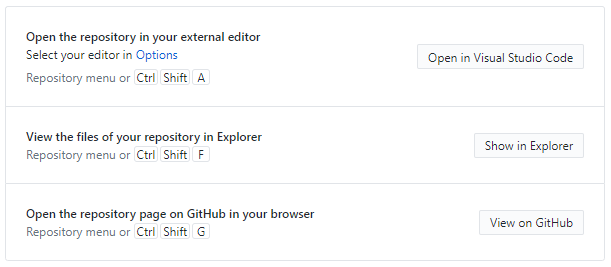 Open the repository in your external editor
Select your editor in Options
Repository menu or Ctrl Shift A
Open in Visual Studio Code
View the files of your repository in Explorer
Repository menu or Ctrl Shift F
Show in Explorer
Open the repository page on GitHub in your browser
Repository menu or Ctrl Shift G
View on GitHub